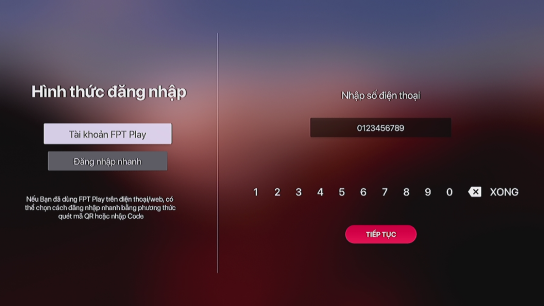 Hình thức đăng nhập
Tài khoản FPT Play
Đăng nhập nhanh
Nếu Bạn đã dùng FPT Play trên điện thoại/web, có
thể chọn cách đăng nhập nhanh bằng phương thức
quét mã QR hoặc nhập Code
Nhập số điện thoại
0123456789
1 2 3 4 5 6 7 8 9 0 XONG
TIẾP TỤC